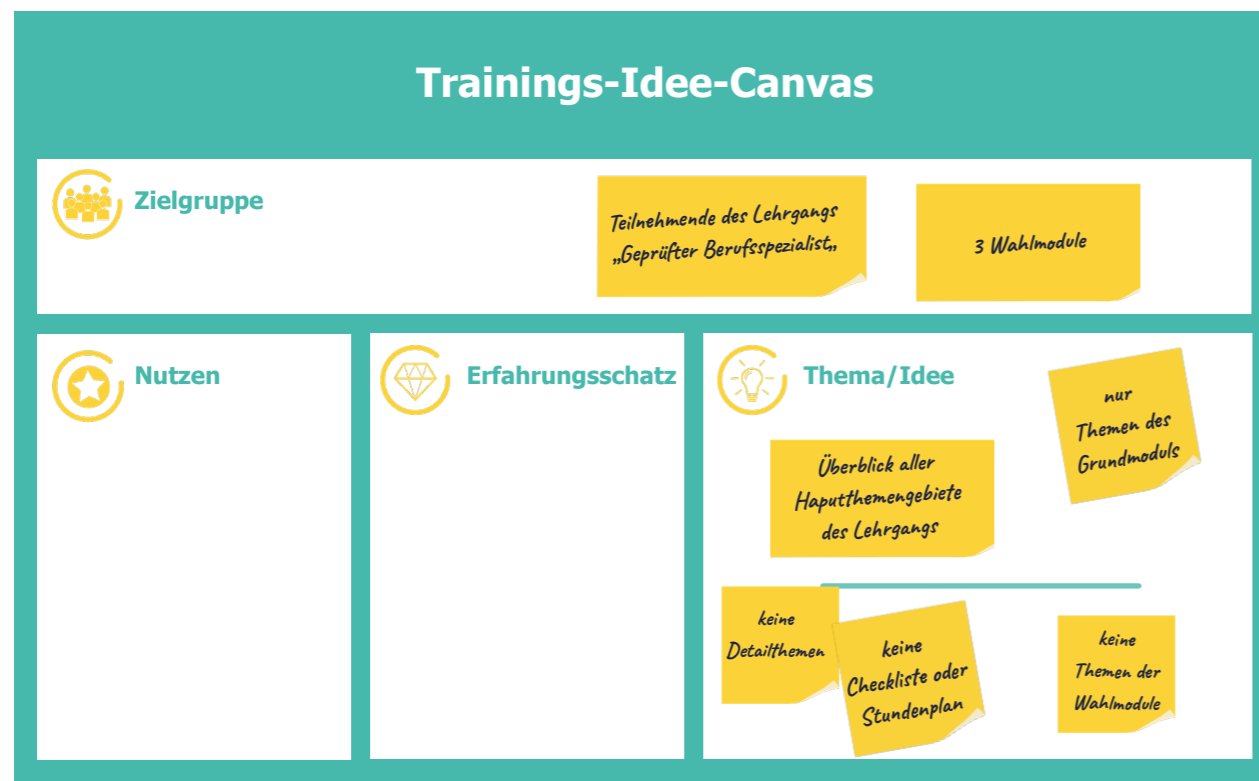 Trainings-Idee-Canvas
Zielgruppe
Teilnehmende des Lehrgangs
„Geprüfter Berufsspezialist„
3 Wahlmodule
Nutzen
Erfahrungsschatz
Thema/Idee
nur
Themen des
Grundmoduls
Überblick aller
Haputthemengebiete
des Lehrgangs
keine
Detailthemen
keine
Checkliste oder
Stundenplan
keine
Themen der
Wahlmodule